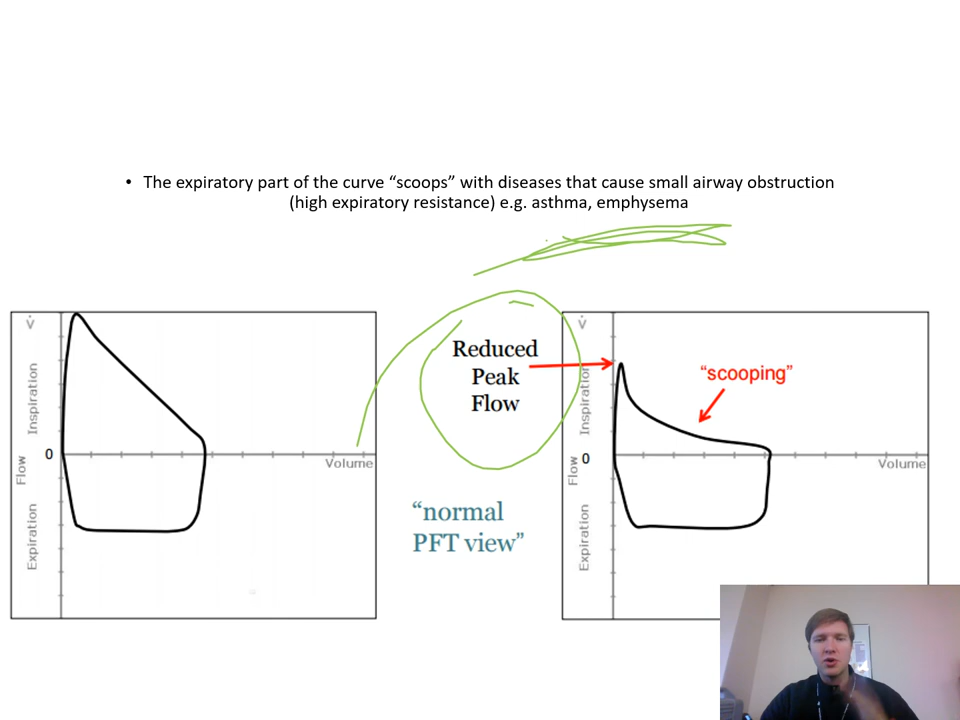 • The expiratory part of the curve “scoops” with diseases that cause small airway obstruction
(high expiratory resistance) e.g. asthma, emphysema
V̇
Inspiration
0
Flow
Expiration
Volume
Reduced
Peak
Flow
“normal
PFT view”
V̇
Inspiration
0
Flow
Expiration
“scooping”
Volume